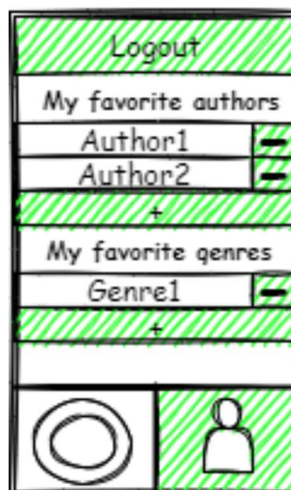 Logout
My favorite authors
Author1 -
Author2 -
+
My favorite genres
Genre1 -
+